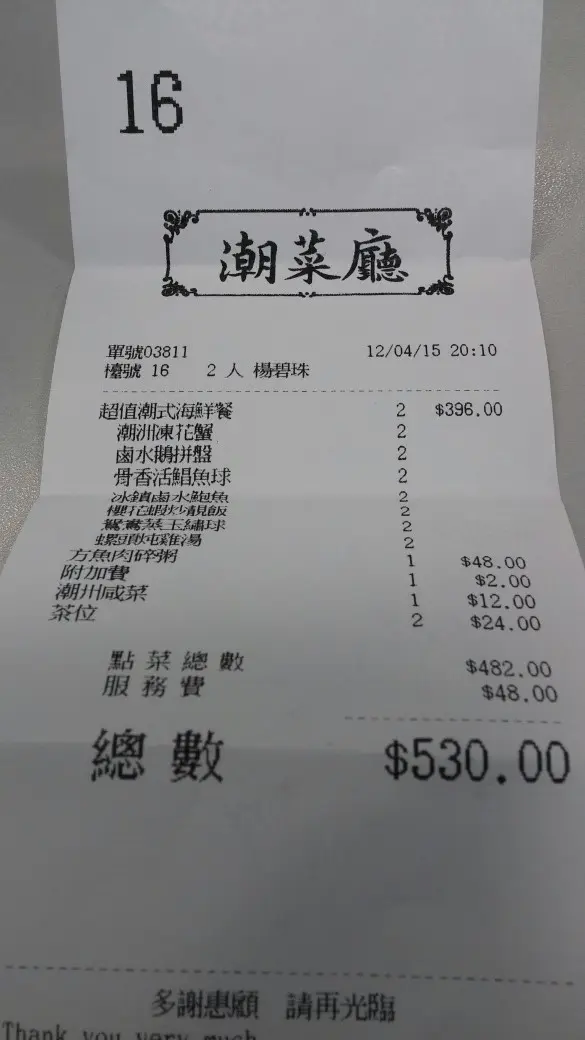 16
潮菜廳
單號03811 12/04/15 20:10
檯號 16 2 人 楊碧珠
超值潮式海鮮餐 2 $396.00
潮洲凍花蟹 2
鹵水鵝拼盤 2
骨香活鯧魚球 2
冰鎮鹵水鮑魚 2
櫻花蝦炒靚飯 2
鴛鴦蒸玉繡球 2
螺頭炖雞湯 2
方魚肉碎粥 1 $48.00
附加費 1 $2.00
潮州咸菜 1 $12.00
茶位 2 $24.00
點菜總數 $482.00
服務費 $48.00
總數 $530.00
多謝惠顧 請再光臨
Thank you very much